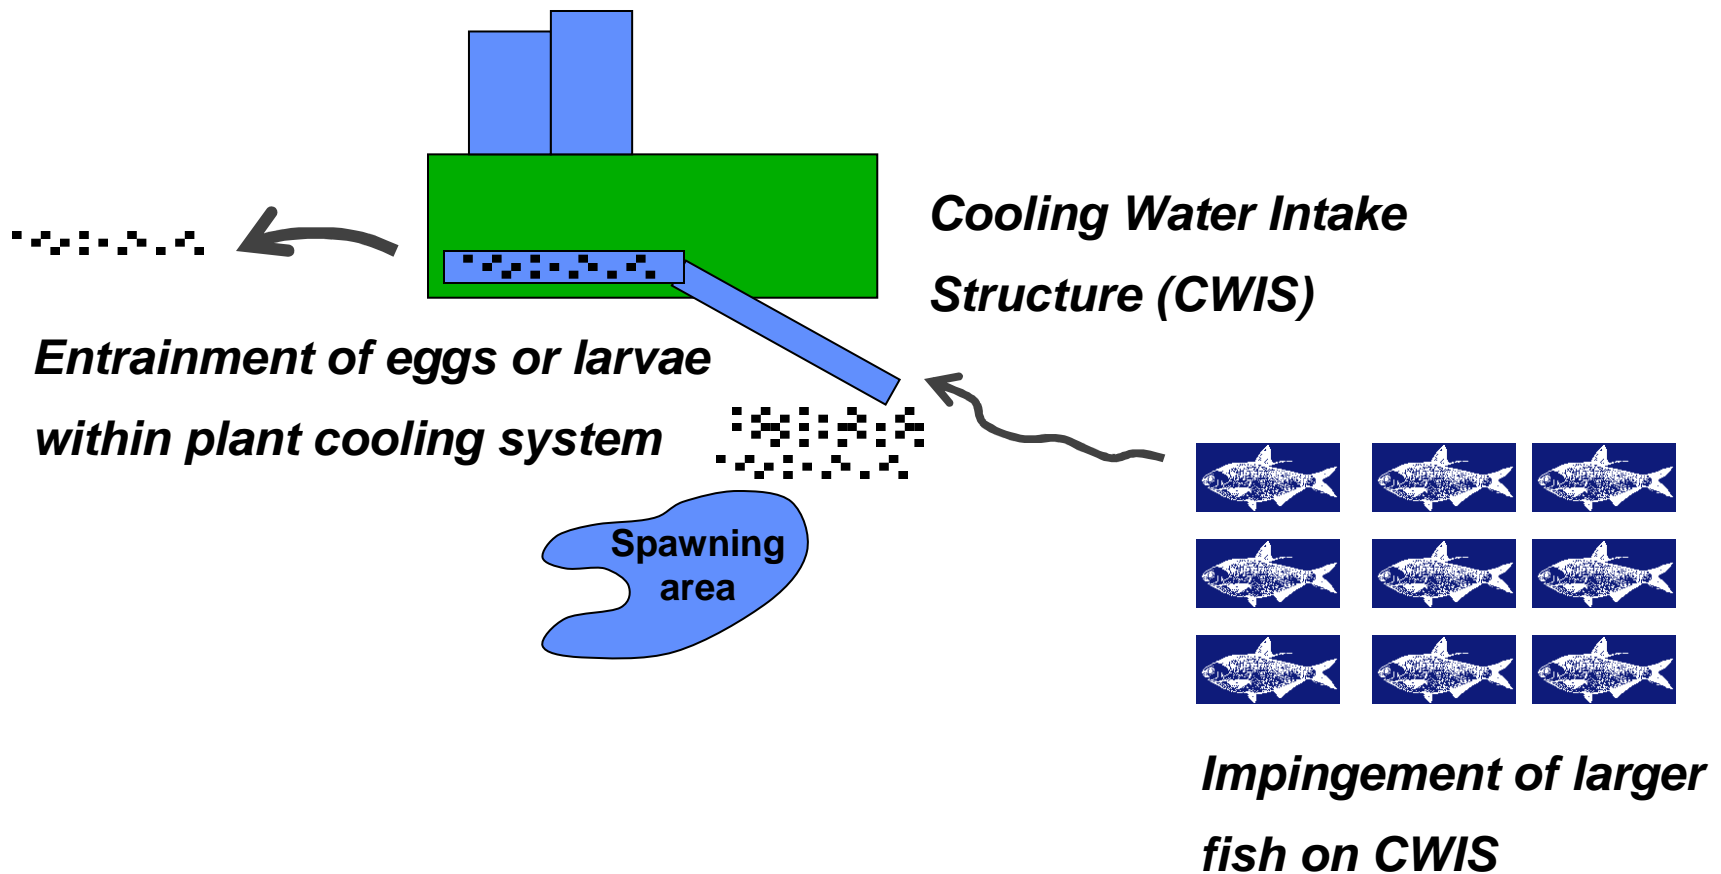 Cooling Water Intake
Structure (CWIS)
Entrainment of eggs or larvae
within plant cooling system
Spawning
area
Impingement of larger
fish on CWIS